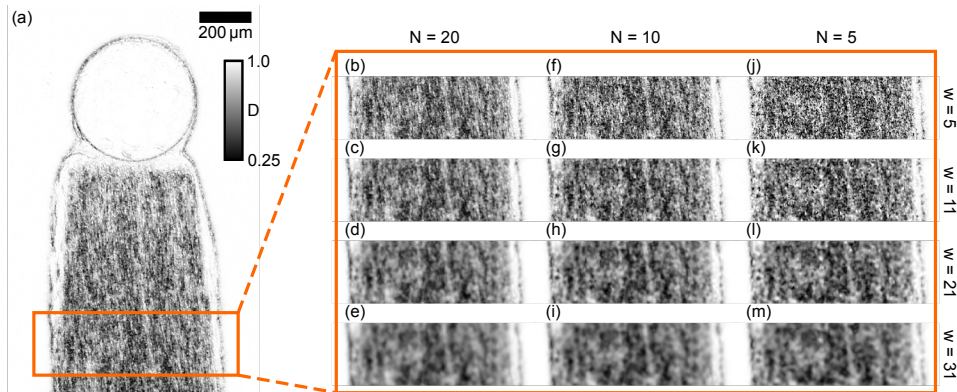 (a)
200 µm
1.0
D
0.25
N = 20 N = 10 N = 5
(b) (f) (j)
w = 5
(c) (g) (k)
w = 11
(d) (h) (l)
w = 21
(e) (i) (m)
w = 31